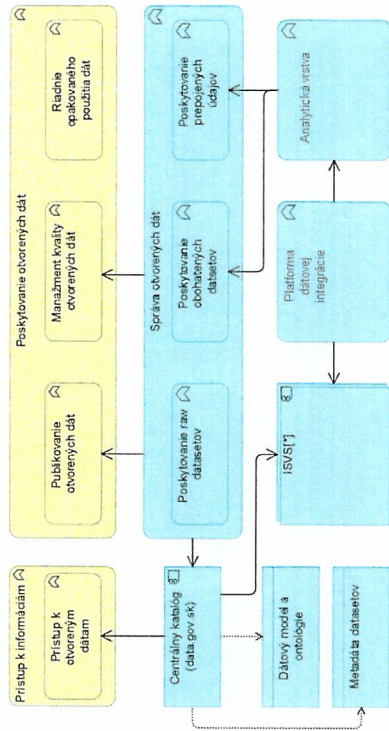 Prístup k informáciám
Prístup k
otvoreným
dátam
Poskytovanie otvorených dát
Publikovanie
otvorených dát
Manažment kvality
otvorených dát
Riadnie
opakovaného
použitia dát
Centrálny katalóg
(data.gov.sk)
Správa otvorených dát
Poskytovanie raw
datasetov
Poskytovanie
obohatených
datsetov
Poskytovanie
prepojených
údajov
Dátový model a
ontológie
Metadáta datasetov
ISVS[*]
Platforma
dátovej
integrácie
Analytická vrstva